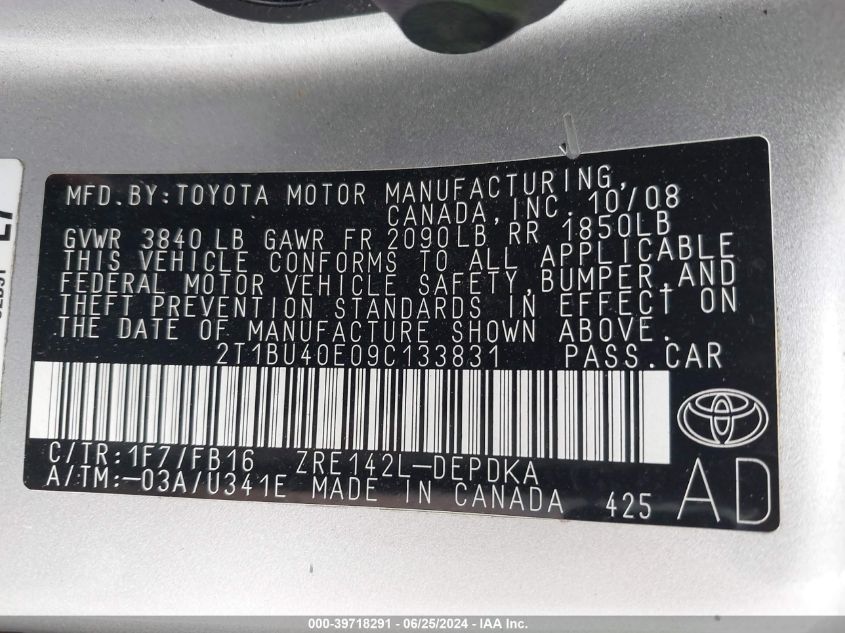 MFD. BY: TOYOTA MOTOR MANUFACTURING,
CANADA, INC. 10/08
GVWR 3840 LB GAWR FR 2090LB RR 1850LB
THIS VEHICLE CONFORMS TO ALL APPLICABLE
FEDERAL MOTOR VEHICLE SAFETY, BUMPER, AND
THEFT PREVENTION STANDARDS IN EFFECT ON
THE DATE OF MANUFACTURE SHOWN ABOVE.
2T1BU40E09C133831 PASS.CAR
C/TR: 1F7/FB16 ZRE142L-DEPDKA
A/TM: -03A/U341E MADE IN CANADA 425 AD
000-39718291 - 06/25/2024 - IAA Inc.